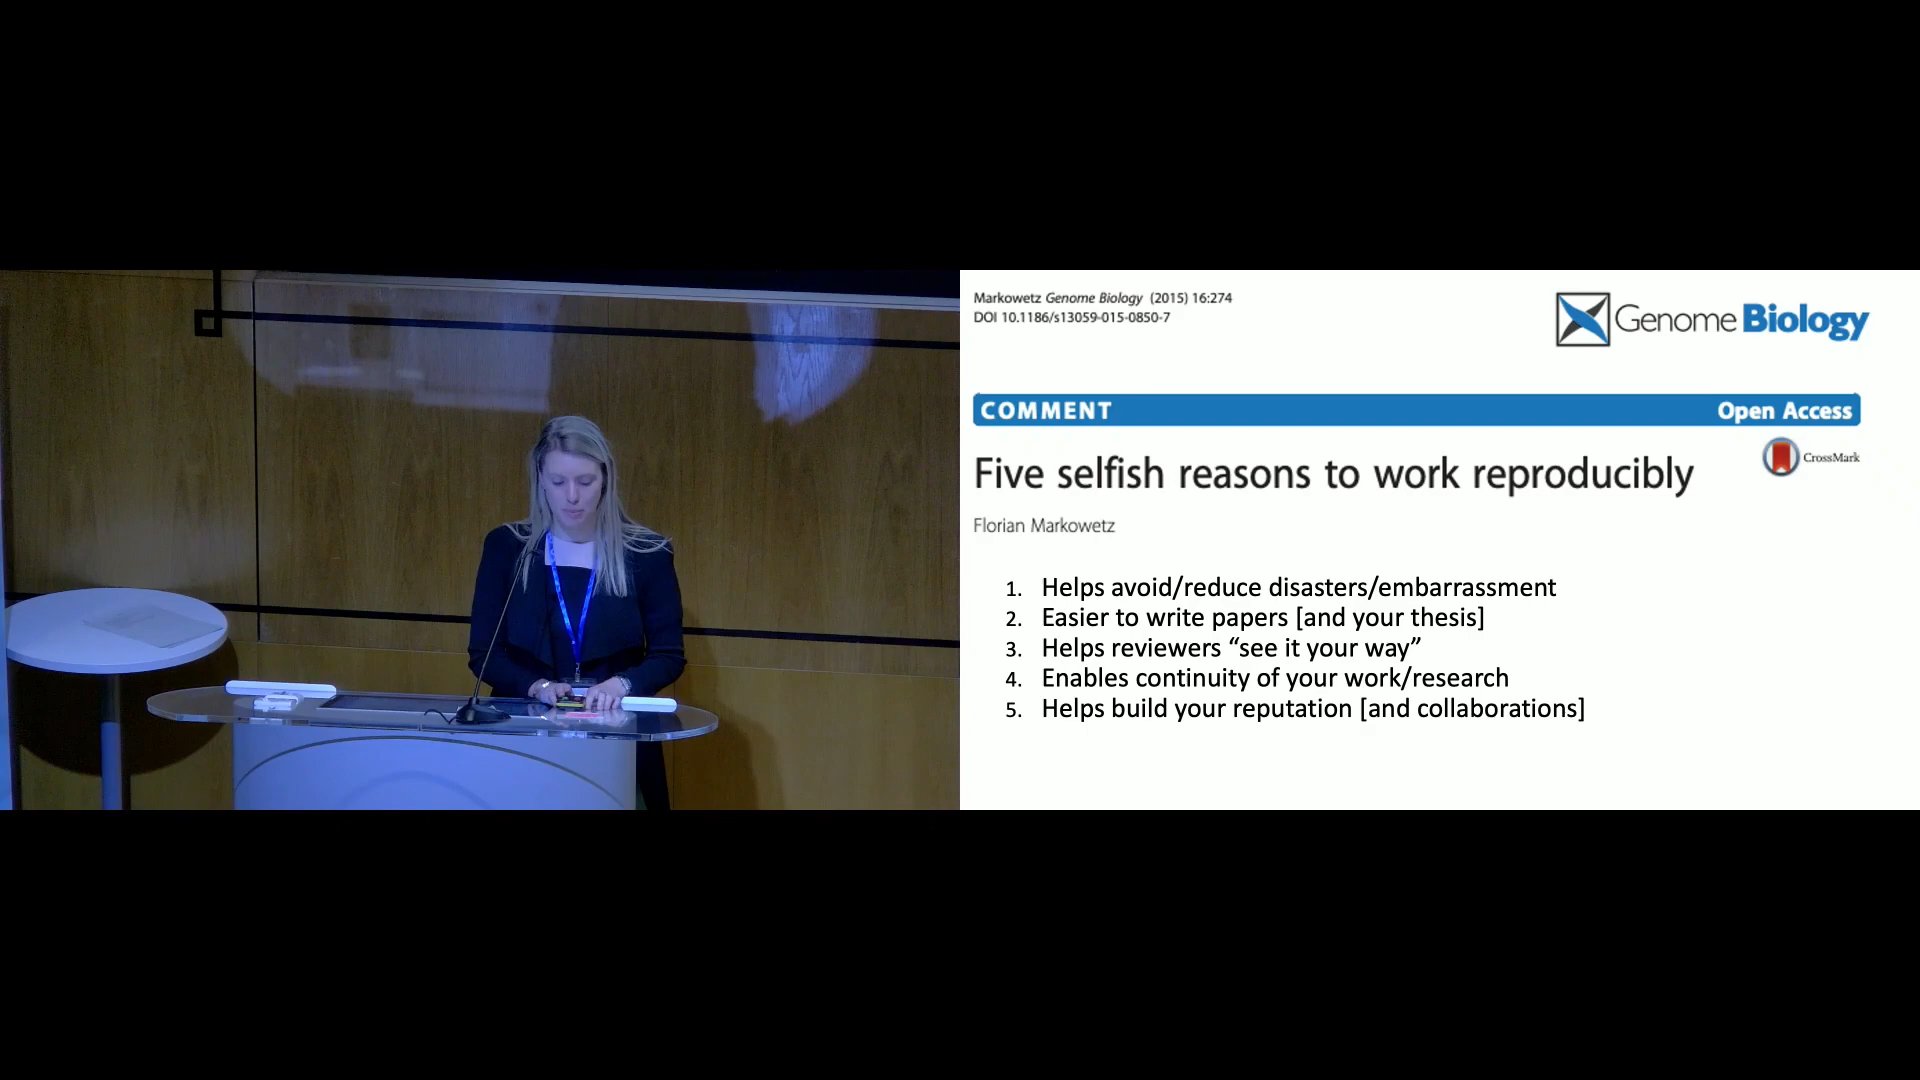 Markowetz Genome Biology (2015) 16:274
DOI 10.1186/s13059-015-0850-7
Genome Biology
COMMENT Open Access
Five selfish reasons to work reproducibly
CrossMark
Florian Markowetz
1. Helps avoid/reduce disasters/embarrassment
2. Easier to write papers [and your thesis]
3. Helps reviewers “see it your way”
4. Enables continuity of your work/research
5. Helps build your reputation [and collaborations]